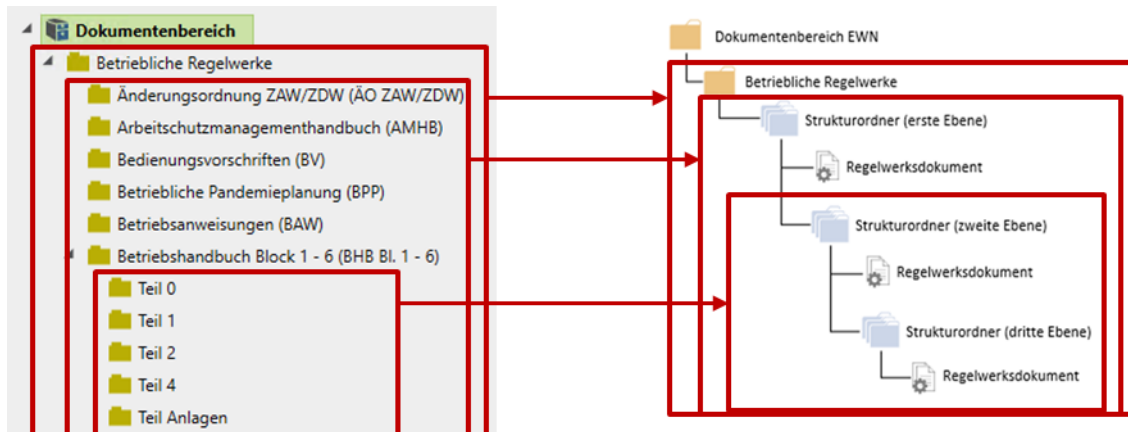 Dokumentenbereich
Betriebliche Regelwerke
Änderungsordnung ZAW/ZDW (ÄO ZAW/ZDW)
Arbeitschutzmanagementhandbuch (AMHB)
Bedienungsvorschriften (BV)
Betriebliche Pandemieplanung (BPP)
Betriebsanweisungen (BAW)
Betriebshandbuch Block 1 - 6 (BHB Bl. 1 - 6)
Teil 0
Teil 1
Teil 2
Teil 4
Teil Anlagen
Dokumentenbereich EWN
Betriebliche Regelwerke
Strukturordner (erste Ebene)
Regelwerksdokument
Strukturordner (zweite Ebene)
Regelwerksdokument
Strukturordner (dritte Ebene)
Regelwerksdokument